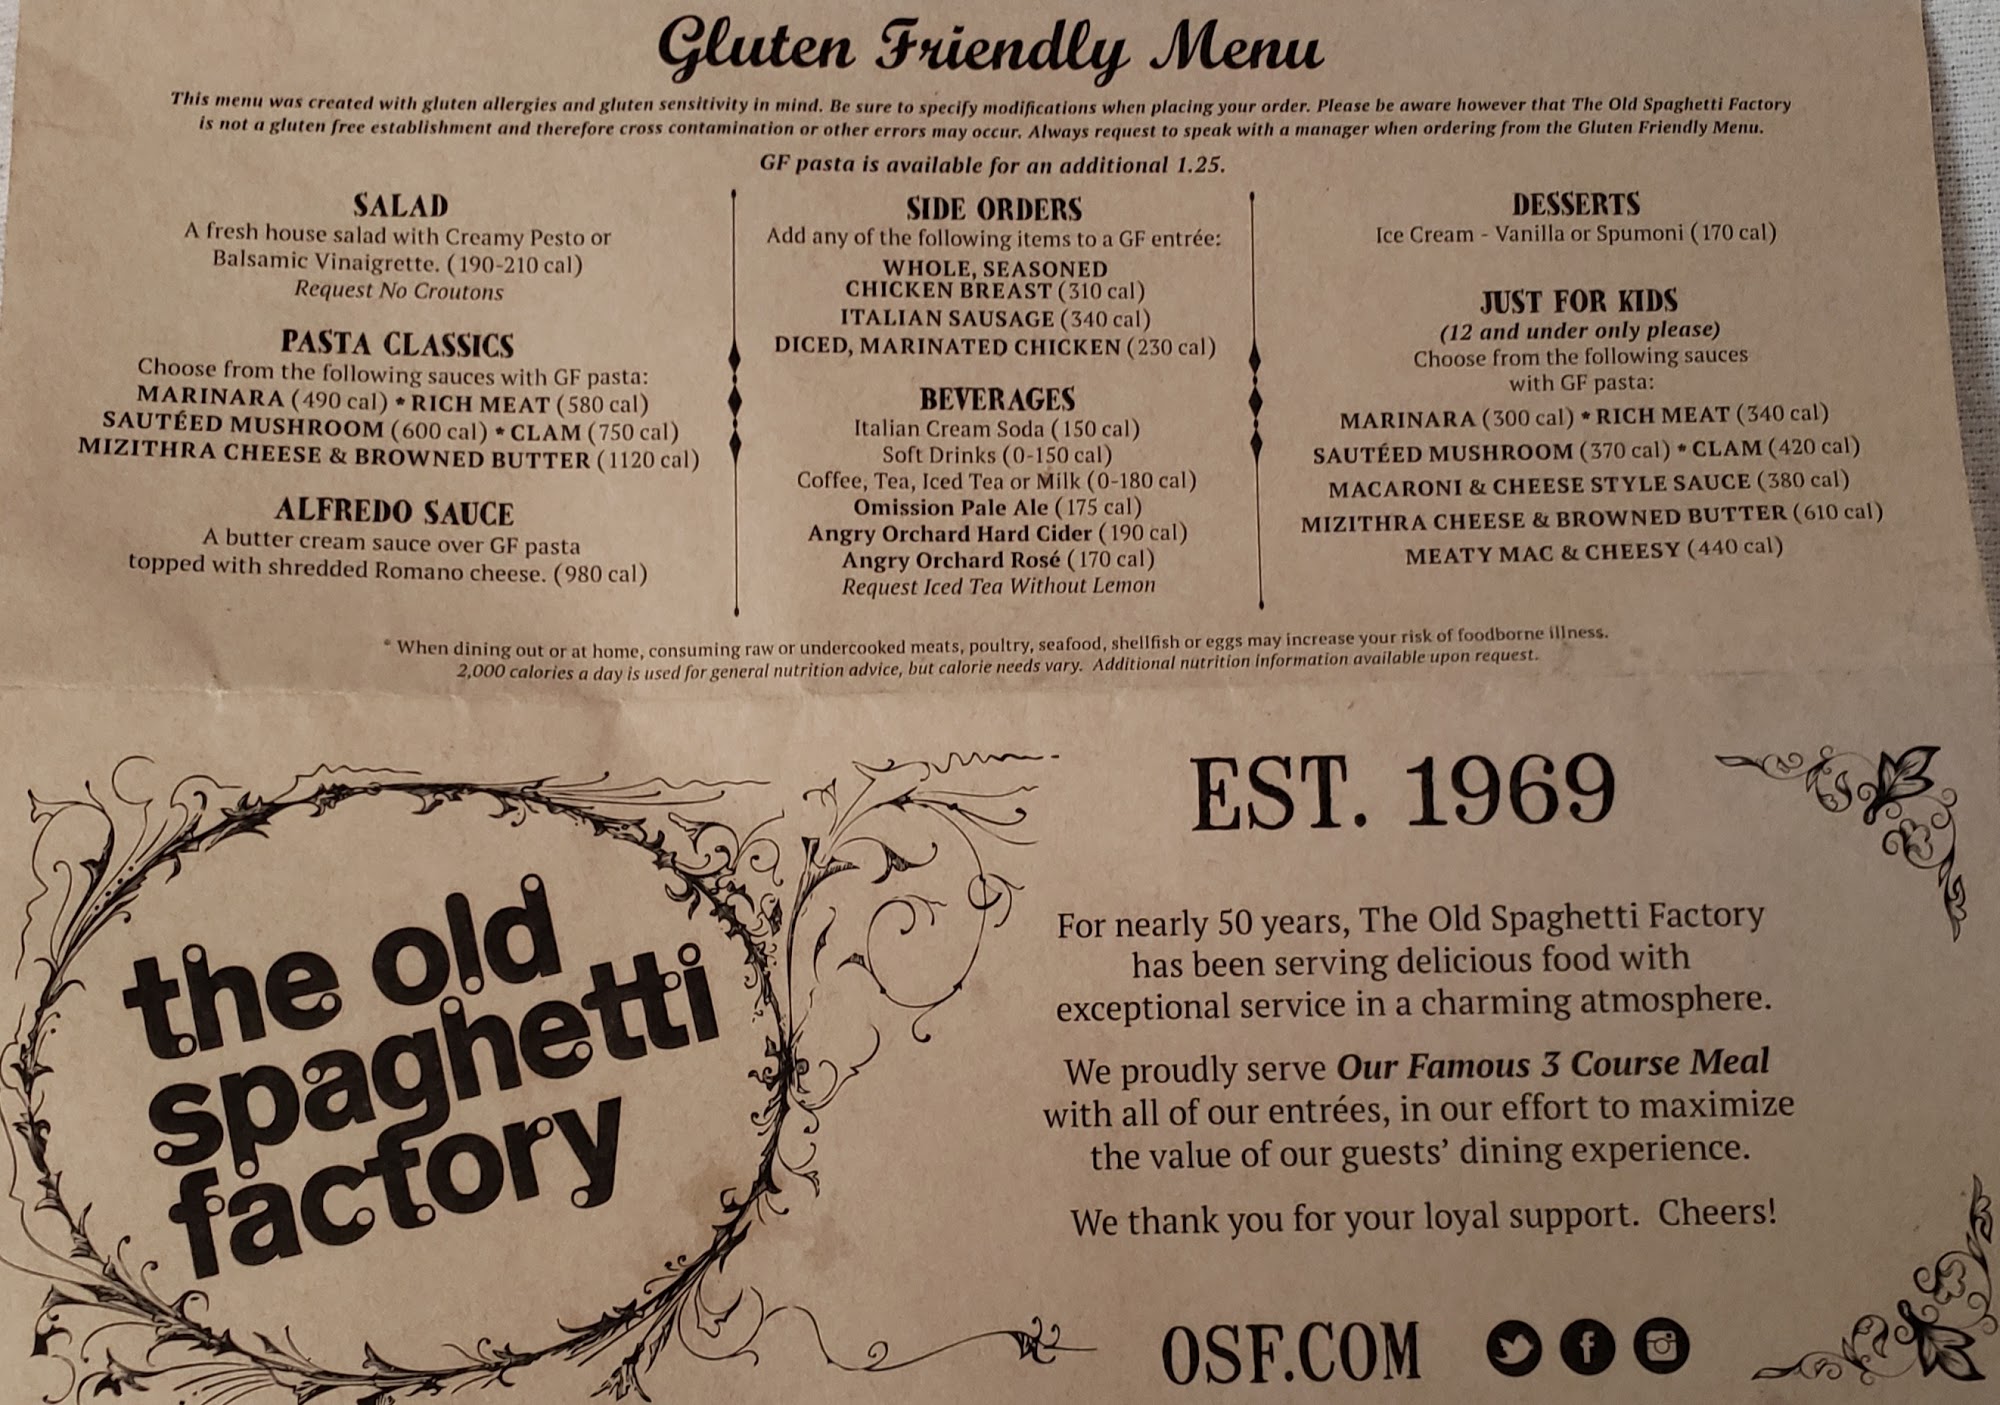 Gluten Friendly Menu
This menu was created with gluten allergies and gluten sensitivity in mind. Be sure to specify modifications when placing your order. Please be aware however that The Old Spaghetti Factory
is not a gluten free establishment and therefore cross contamination or other errors may occur. Always request to speak with a manager when ordering from the Gluten Friendly Menu.
GF pasta is available for an additional 1.25.
SALAD
A fresh house salad with Creamy Pesto or
Balsamic Vinaigrette. (190-210 cal)
Request No Croutons
PASTA CLASSICS
Choose from the following sauces with GF pasta:
MARINARA (490 cal) * RICH MEAT (580 cal)
SAUTÉED MUSHROOM (600 cal) * CLAM (750 cal)
MIZITHRA CHEESE & BROWNED BUTTER (1120 cal)
ALFREDO SAUCE
A butter cream sauce over GF pasta
topped with shredded Romano cheese. (980 cal)
SIDE ORDERS
Add any of the following items to a GF entrée:
WHOLE, SEASONED
CHICKEN BREAST (310 cal)
ITALIAN SAUSAGE (340 cal)
DICED, MARINATED CHICKEN (230 cal)
BEVERAGES
Italian Cream Soda (150 cal)
Soft Drinks (0-150 cal)
Coffee, Tea, Iced Tea or Milk (0-180 cal)
Omission Pale Ale (175 cal)
Angry Orchard Hard Cider (190 cal)
Angry Orchard Rosé (170 cal)
Request Iced Tea Without Lemon
DESSERTS
Ice Cream - Vanilla or Spumoni (170 cal)
JUST FOR KIDS
(12 and under only please)
Choose from the following sauces
with GF pasta:
MARINARA (300 cal) * RICH MEAT (340 cal)
SAUTÉED MUSHROOM (370 cal) * CLAM (420 cal)
MACARONI & CHEESE STYLE SAUCE (380 cal)
MIZITHRA CHEESE & BROWNED BUTTER (610 cal)
MEATY MAC & CHEESY (440 cal)
* When dining out or at home, consuming raw or undercooked meats, poultry, seafood, shellfish or eggs may increase your risk of foodborne illness.
2,000 calories a day is used for general nutrition advice, but calorie needs vary. Additional nutrition information available upon request.
the old
spaghetti
factory
EST. 1969
For nearly 50 years, The Old Spaghetti Factory
has been serving delicious food with
exceptional service in a charming atmosphere.
We proudly serve Our Famous 3 Course Meal
with all of our entrées, in our effort to maximize
the value of our guests' dining experience.
We thank you for your loyal support. Cheers!
OSF.COM